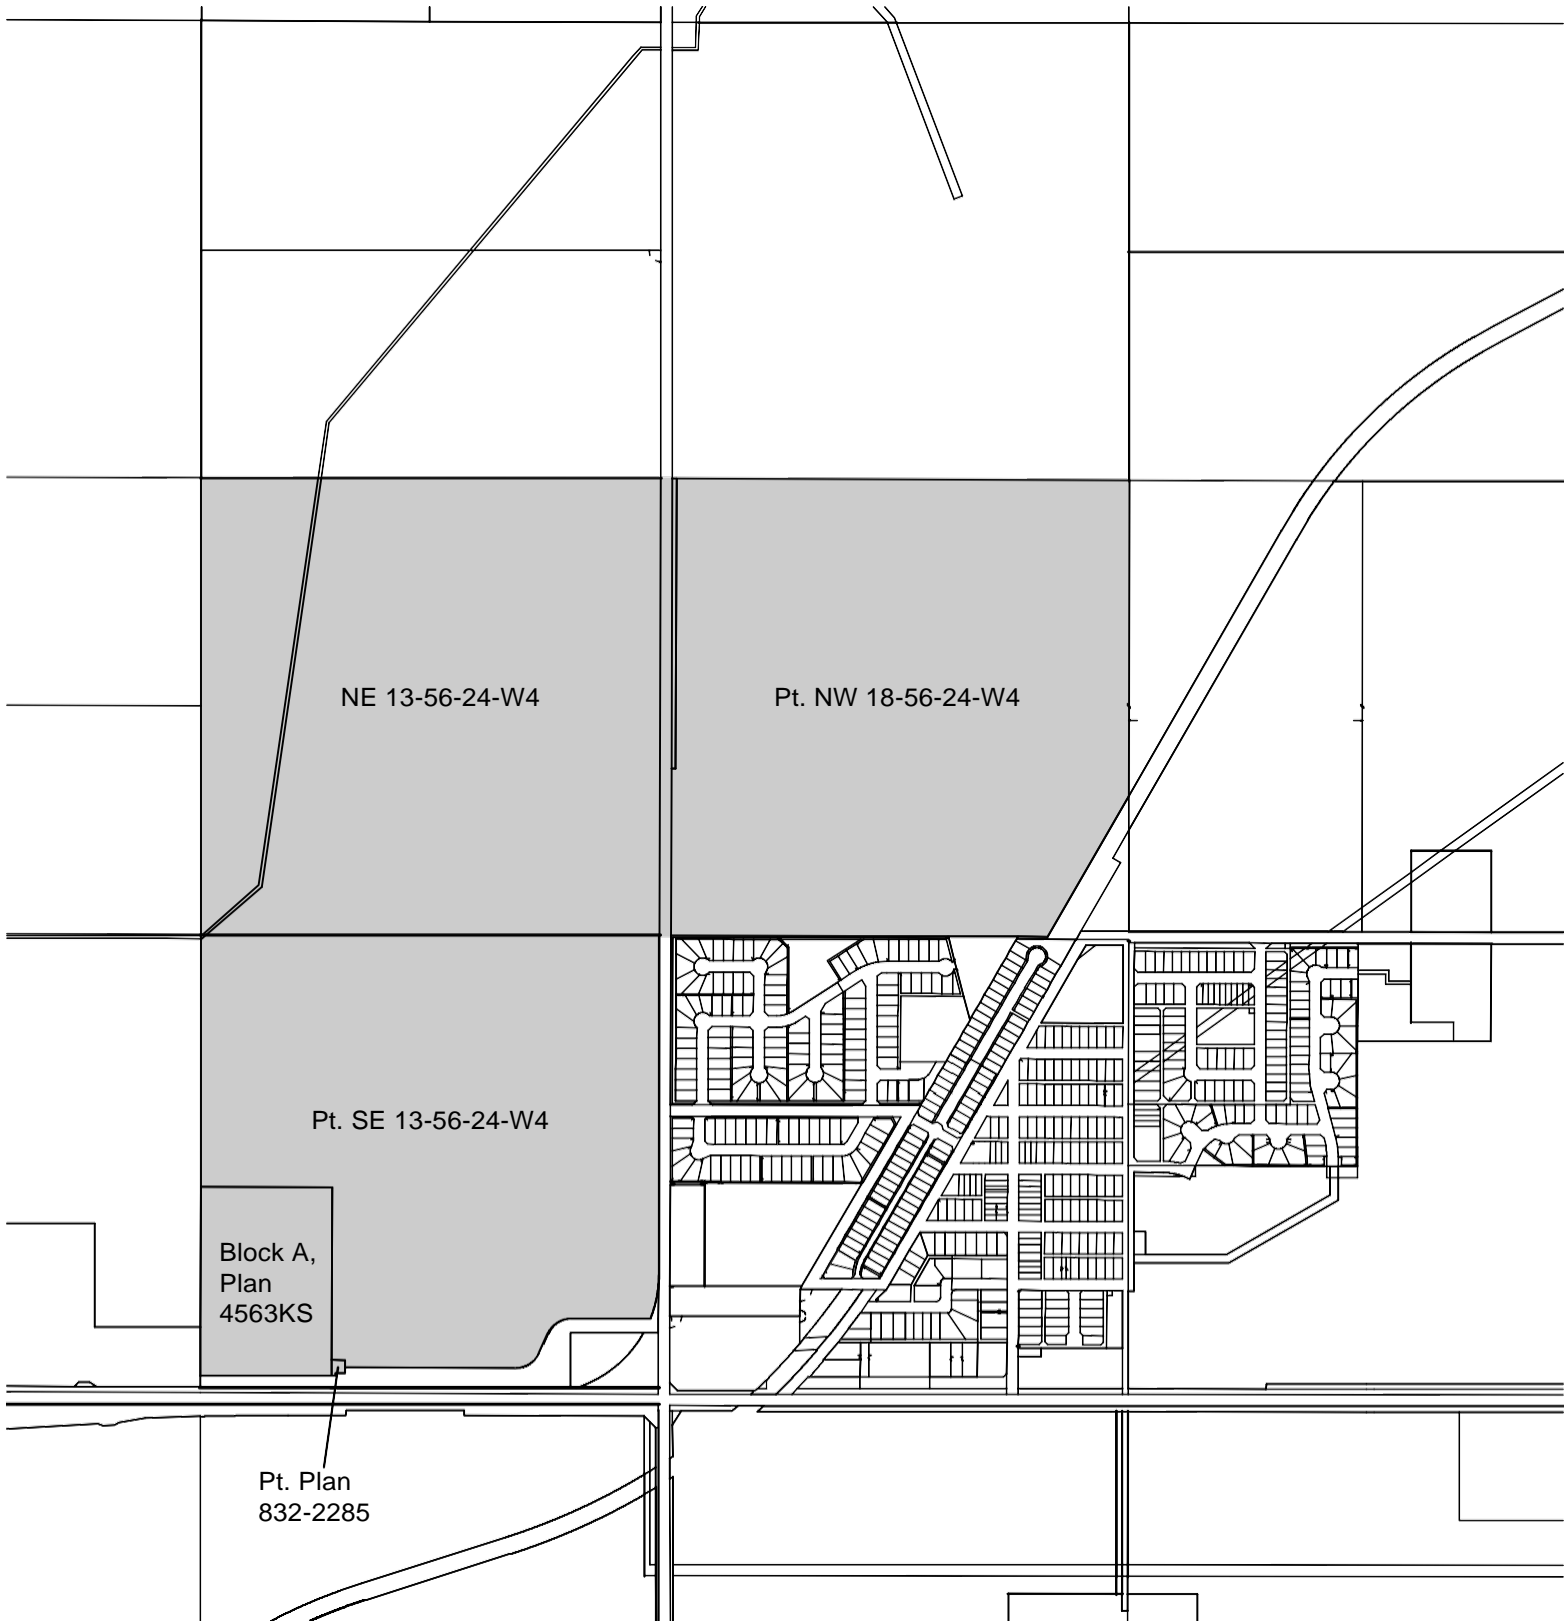 NE 13-56-24-W4
Pt. NW 18-56-24-W4
Pt. SE 13-56-24-W4
Block A,
Plan
4563KS
Pt. Plan
832-2285